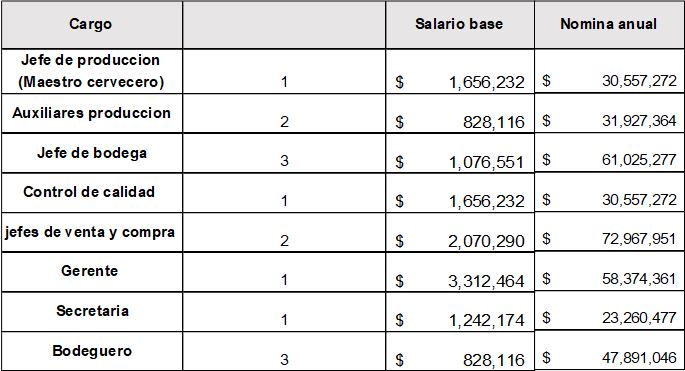 Cargo Salario base Nomina anual
Jefe de produccion
(Maestro cervecero) 1 $ 1,656,232 $ 30,557,272
Auxiliares produccion 2 $ 828,116 $ 31,927,364
Jefe de bodega 3 $ 1,076,551 $ 61,025,277
Control de calidad 1 $ 1,656,232 $ 30,557,272
jefes de venta y compra 2 $ 2,070,290 $ 72,967,951
Gerente 1 $ 3,312,464 $ 58,374,361
Secretaria 1 $ 1,242,174 $ 23,260,477
Bodeguero 3 $ 828,116 $ 47,891,046